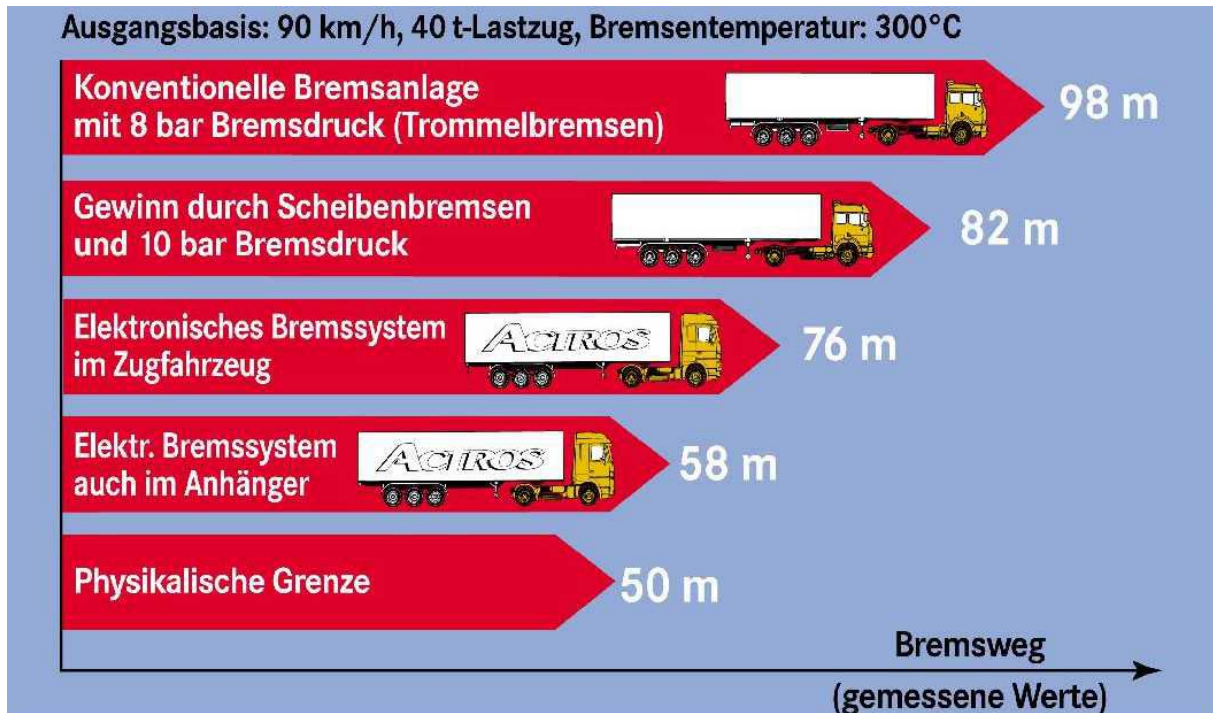 Ausgangsbasis: 90 km/h, 40 t-Lastzug, Bremsentemperatur: 300°C
Konventionelle Bremsanlage
mit 8 bar Bremsdruck (Trommelbremsen)
98 m
Gewinn durch Scheibenbremsen
und 10 bar Bremsdruck
82 m
Elektronisches Bremssystem
im Zugfahrzeug
ACTROS
76 m
Elektr. Bremssystem
auch im Anhänger
ACTROS
58 m
Physikalische Grenze
50 m
Bremsweg
(gemessene Werte)